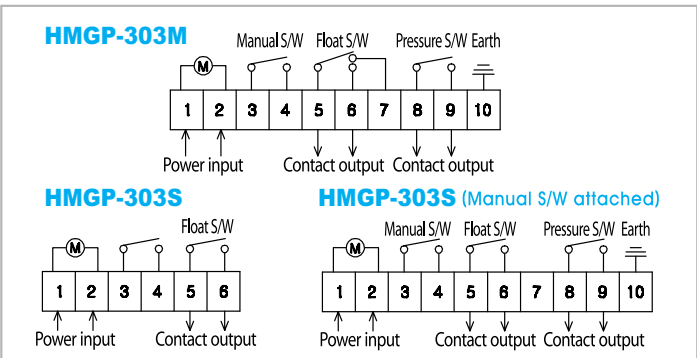 HMGP-303M
Manual S/W Float S/W Pressure S/W Earth
M
1 2 3 4 5 6 7 8 9 10
Power input Contact output Contact output
HMGP-303S
Float S/W
M
1 2 3 4 5 6
Power input Contact output
HMGP-303S (Manual S/W attached)
Manual S/W Float S/W Pressure S/W Earth
M
1 2 3 4 5 6 7 8 9 10
Power input Contact output Contact output